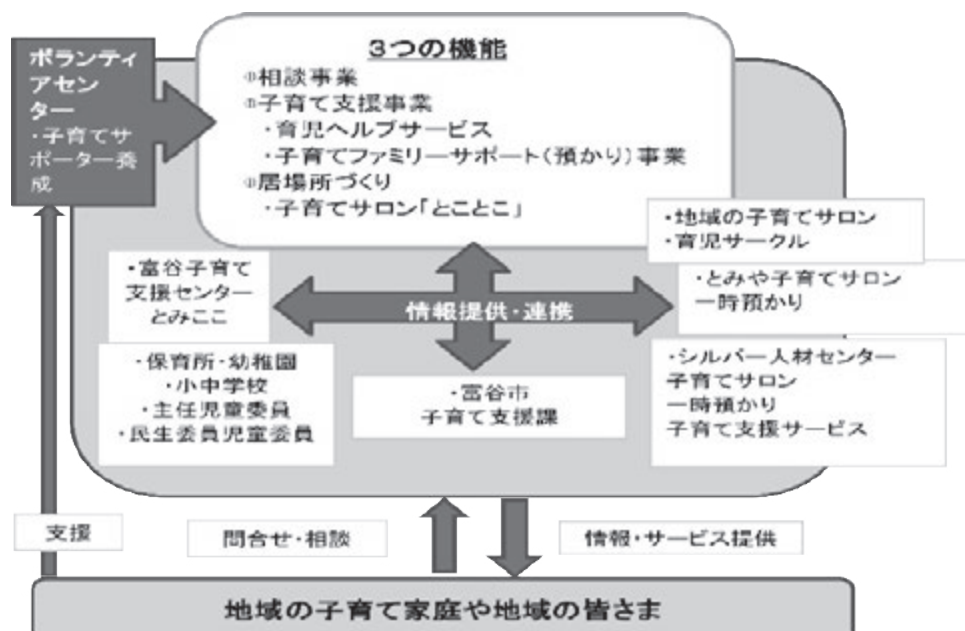 ボランティ
アセン
ター
・子育てサ
ポーター養
成
3つの機能
相談事業
子育て支援事業
・育児ヘルプサービス
・子育てファミリーサポート(預かり)事業
居場所づくり
・子育てサロン「とことこ」
・地域の子育てサロン
・育児サークル
・富谷子育て
支援センター
とみここ
情報提供・連携
・とみや子育てサロン
一時預かり
・保育所・幼稚園
・小中学校
・主任児童委員
・民生委員児童委員
・富谷市
子育て支援課
・シルバー人材センター
子育てサロン
一時預かり
子育て支援サービス
支援
問合せ・相談
情報・サービス提供
地域の子育て家庭や地域の皆さま